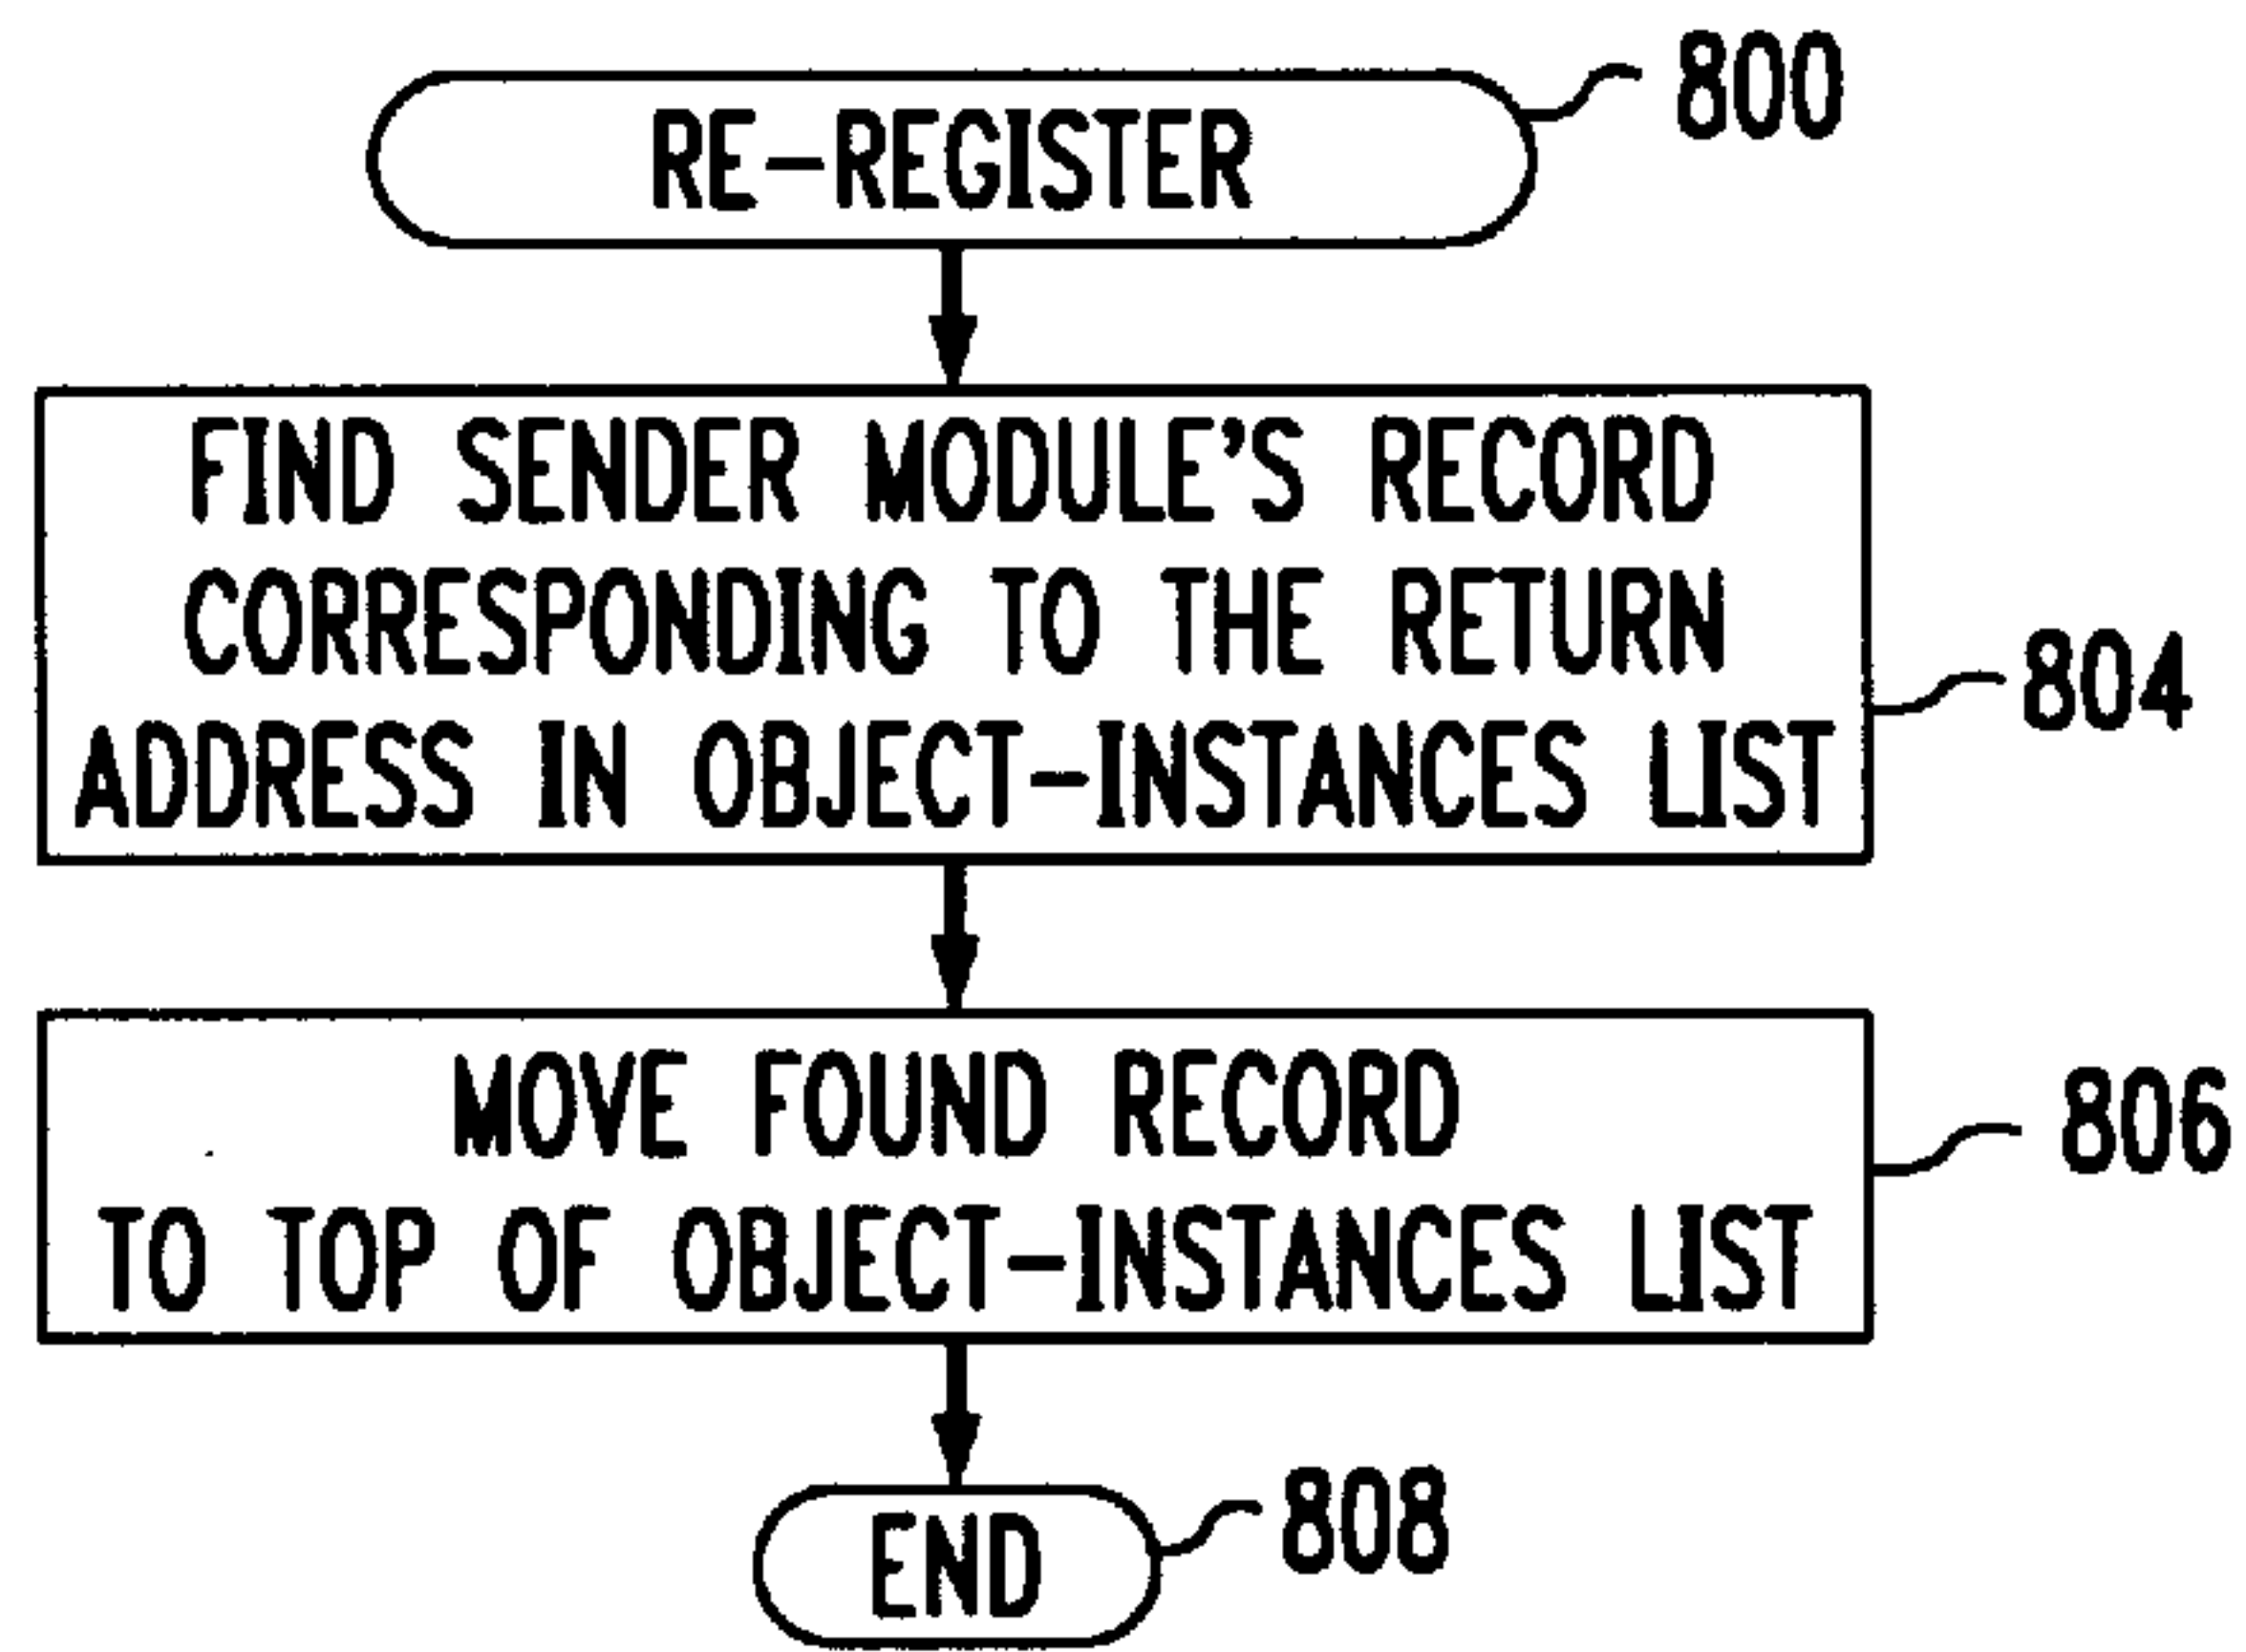 RE-REGISTER
800
FIND SENDER MODULE'S RECORD
CORRESPONDING TO THE RETURN
ADDRESS IN OBJECT-INSTANCES LIST
804
MOVE FOUND RECORD
TO TOP OF OBJECT-INSTANCES LIST
806
END
808